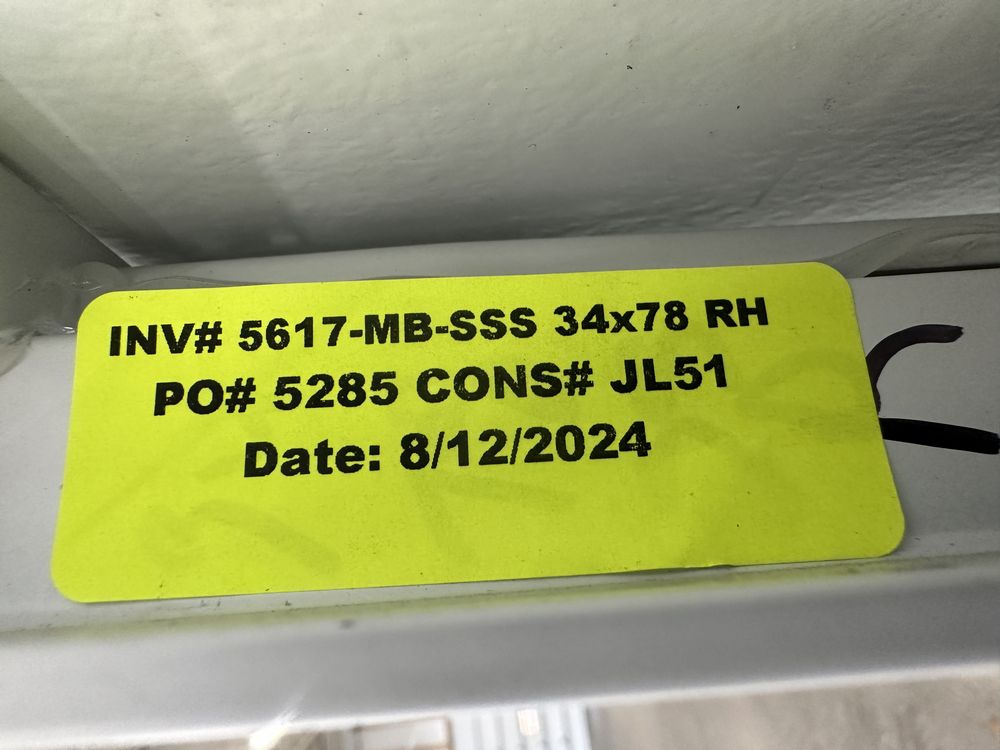 INV# 5617-MB-SSS 34x78 RH
PO# 5285 CONS# JL51
Date: 8/12/2024